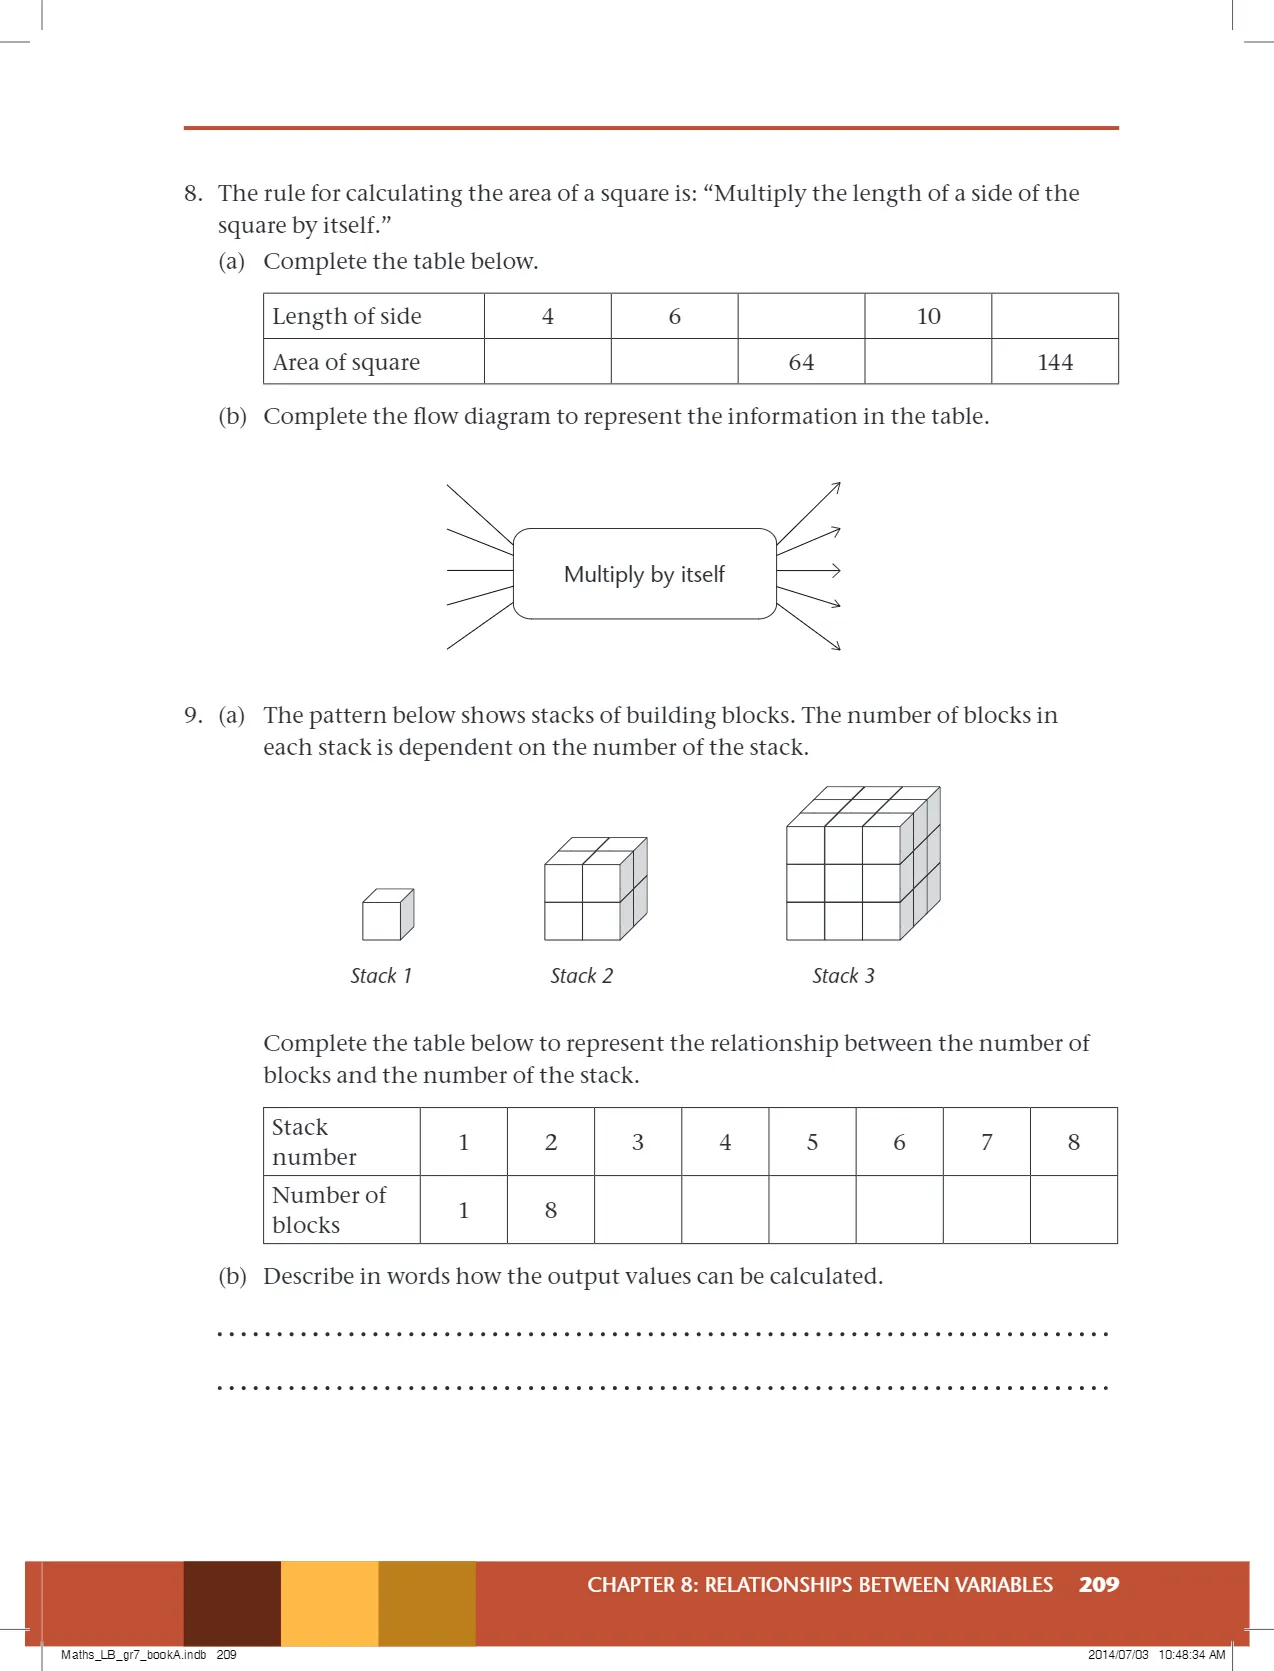 8. The rule for calculating the area of a square is: “Multiply the length of a side of the
square by itself.”
(a) Complete the table below.
Length of side 4 6 10
Area of square 64 144
(b) Complete the flow diagram to represent the information in the table.
Multiply by itself
9. (a) The pattern below shows stacks of building blocks. The number of blocks in
each stack is dependent on the number of the stack.
Stack 1 Stack 2 Stack 3
Complete the table below to represent the relationship between the number of
blocks and the number of the stack.
Stack
number 1 2 3 4 5 6 7 8
Number of
blocks 1 8
(b) Describe in words how the output values can be calculated.
CHAPTER 8: RELATIONSHIPS BETWEEN VARIABLES 209
Maths_LB_gr7_bookA.indb 209 2014/07/03 10:48:34 AM